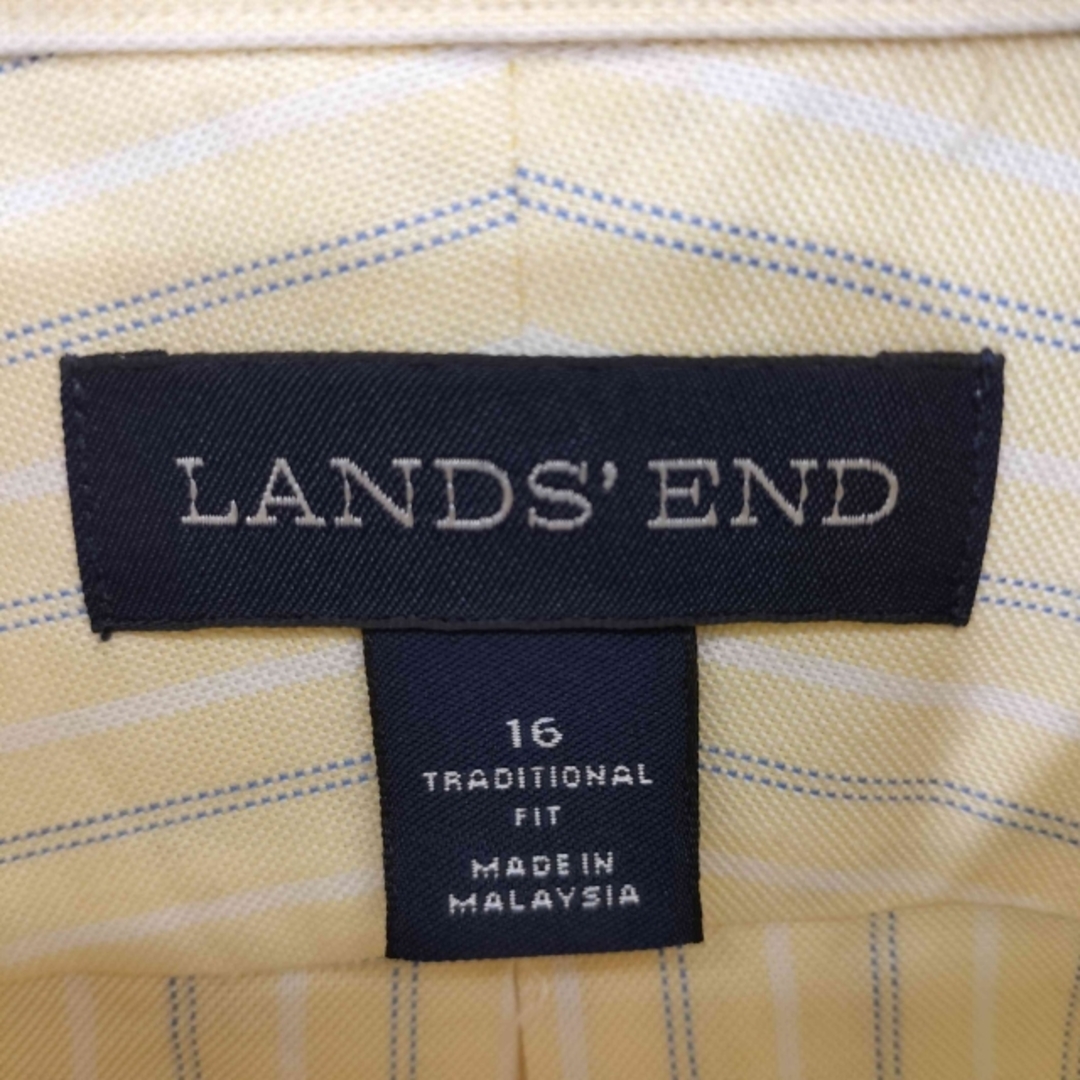 LANDS' END
16
TRADITIONAL
FIT
MADE IN
MALAYSIA